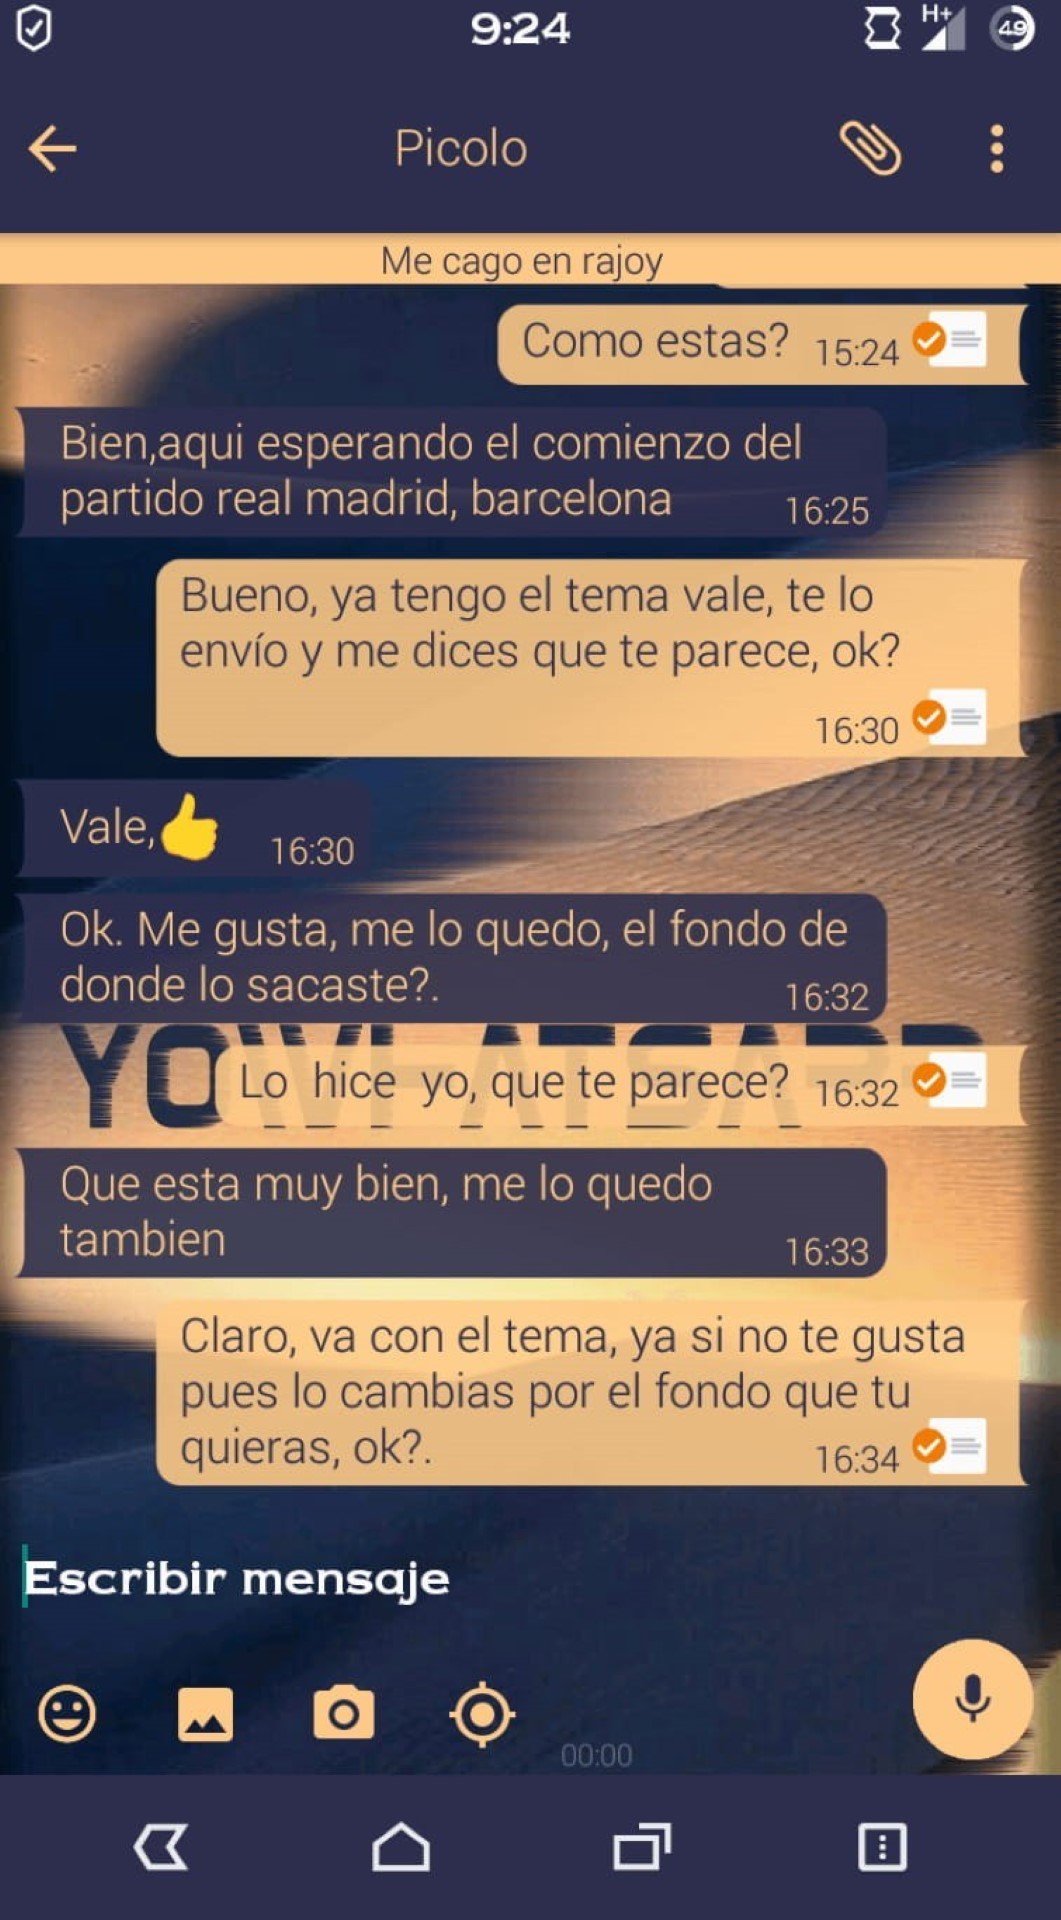 9:24
H+
49
Picolo
Me cago en rajoy
Como estas? 15:24
Bien,aqui esperando el comienzo del
partido real madrid, barcelona 16:25
Bueno, ya tengo el tema vale, te lo
envío y me dices que te parece, ok?
16:30
Vale, 16:30
Ok. Me gusta, me lo quedo, el fondo de
donde lo sacaste?. 16:32
YOWHATSAPP
Lo hice yo, que te parece? 16:32
Que esta muy bien, me lo quedo
tambien 16:33
Claro, va con el tema, ya si no te gusta
pues lo cambias por el fondo que tu
quieras, ok?. 16:34
Escribir mensaje
00:00